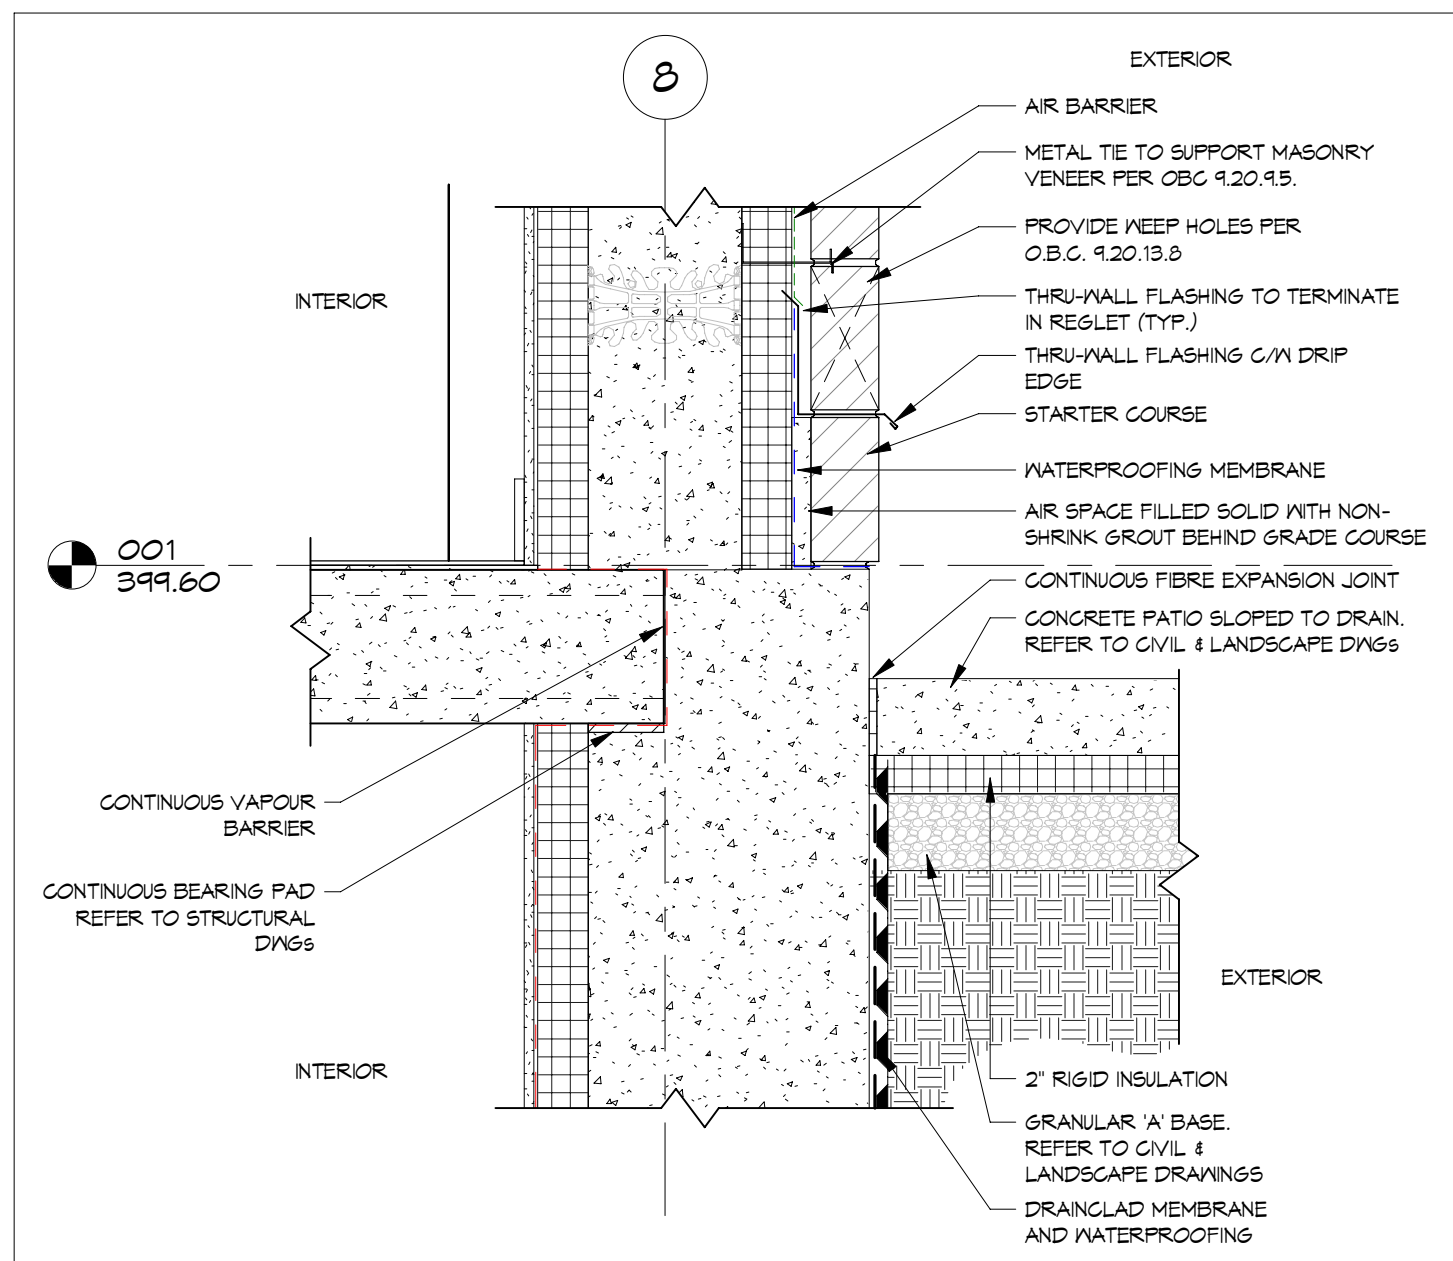 8
EXTERIOR
AIR BARRIER
METAL TIE TO SUPPORT MASONRY
VENEER PER OBC 9.20.9.5.
PROVIDE WEEP HOLES PER
O.B.C. 9.20.13.8
INTERIOR
THRU-WALL FLASHING TO TERMINATE
IN REGLET (TYP.)
THRU-WALL FLASHING C/W DRIP
EDGE
STARTER COURSE
WATERPROOFING MEMBRANE
AIR SPACE FILLED SOLID WITH NON-
SHRINK GROUT BEHIND GRADE COURSE
001
399.60
CONTINUOUS FIBRE EXPANSION JOINT
CONCRETE PATIO SLOPED TO DRAIN.
REFER TO CIVIL & LANDSCAPE DWGs
CONTINUOUS VAPOUR
BARRIER
CONTINUOUS BEARING PAD
REFER TO STRUCTURAL
DWGs
EXTERIOR
INTERIOR
2" RIGID INSULATION
GRANULAR 'A' BASE.
REFER TO CIVIL &
LANDSCAPE DRAWINGS
DRAINCLAD MEMBRANE
AND WATERPROOFING